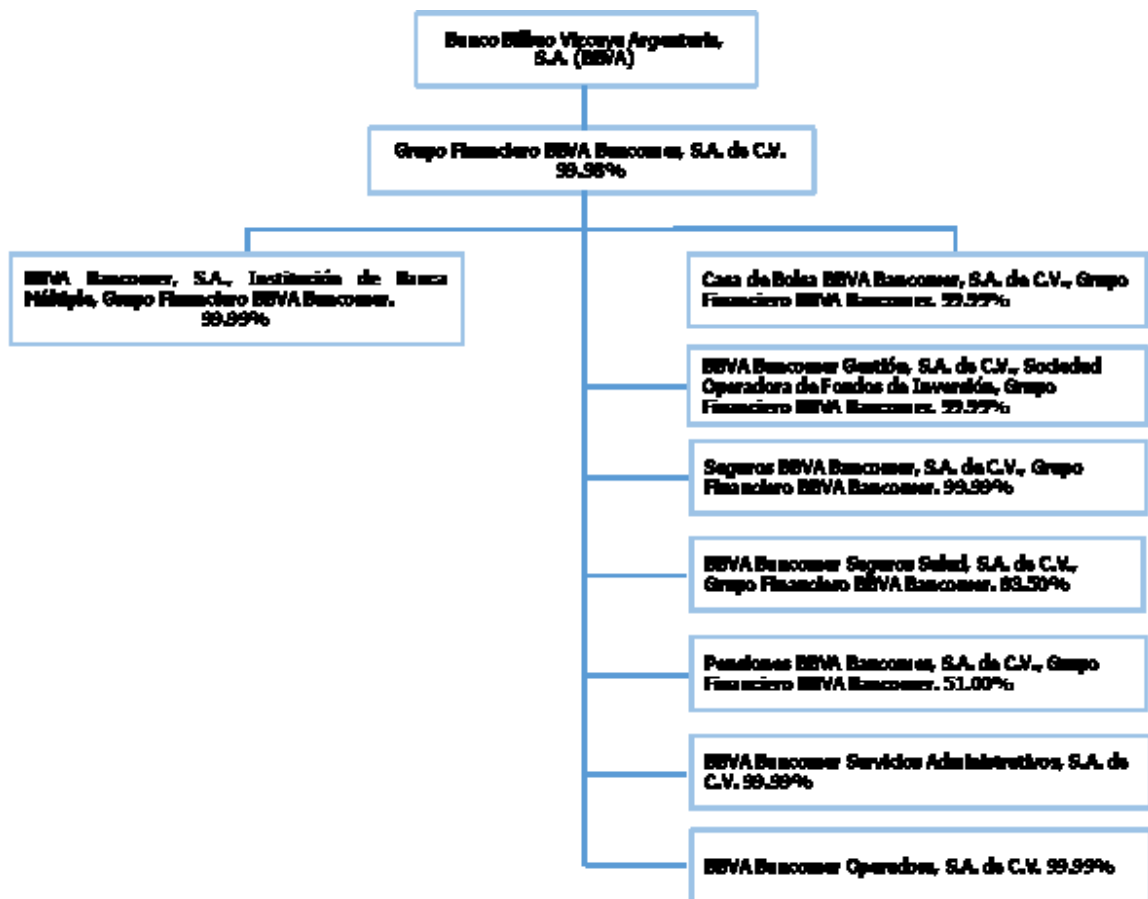 Banco Bilbao Vizcaya Argentaria,
S.A. (BBVA)
Grupo Financiero BBVA Bancomer, S.A. de C.V.
99.98%
BBVA Bancomer, S.A., Institución de Banca
Múltiple, Grupo Financiero BBVA Bancomer.
99.99%
Casa de Bolsa BBVA Bancomer, S.A. de C.V., Grupo
Financiero BBVA Bancomer. 99.99%
BBVA Bancomer Gestión, S.A. de C.V., Sociedad
Operadora de Fondos de Inversión, Grupo
Financiero BBVA Bancomer. 99.99%
Seguros BBVA Bancomer, S.A. de C.V., Grupo
Financiero BBVA Bancomer. 99.99%
BBVA Bancomer Seguros Salud, S.A. de C.V.,
Grupo Financiero BBVA Bancomer. 83.50%
Pensiones BBVA Bancomer, S.A. de C.V., Grupo
Financiero BBVA Bancomer. 51.00%
BBVA Bancomer Servicios Administrativos, S.A. de
C.V. 99.99%
BBVA Bancomer Operadora, S.A. de C.V. 99.99%